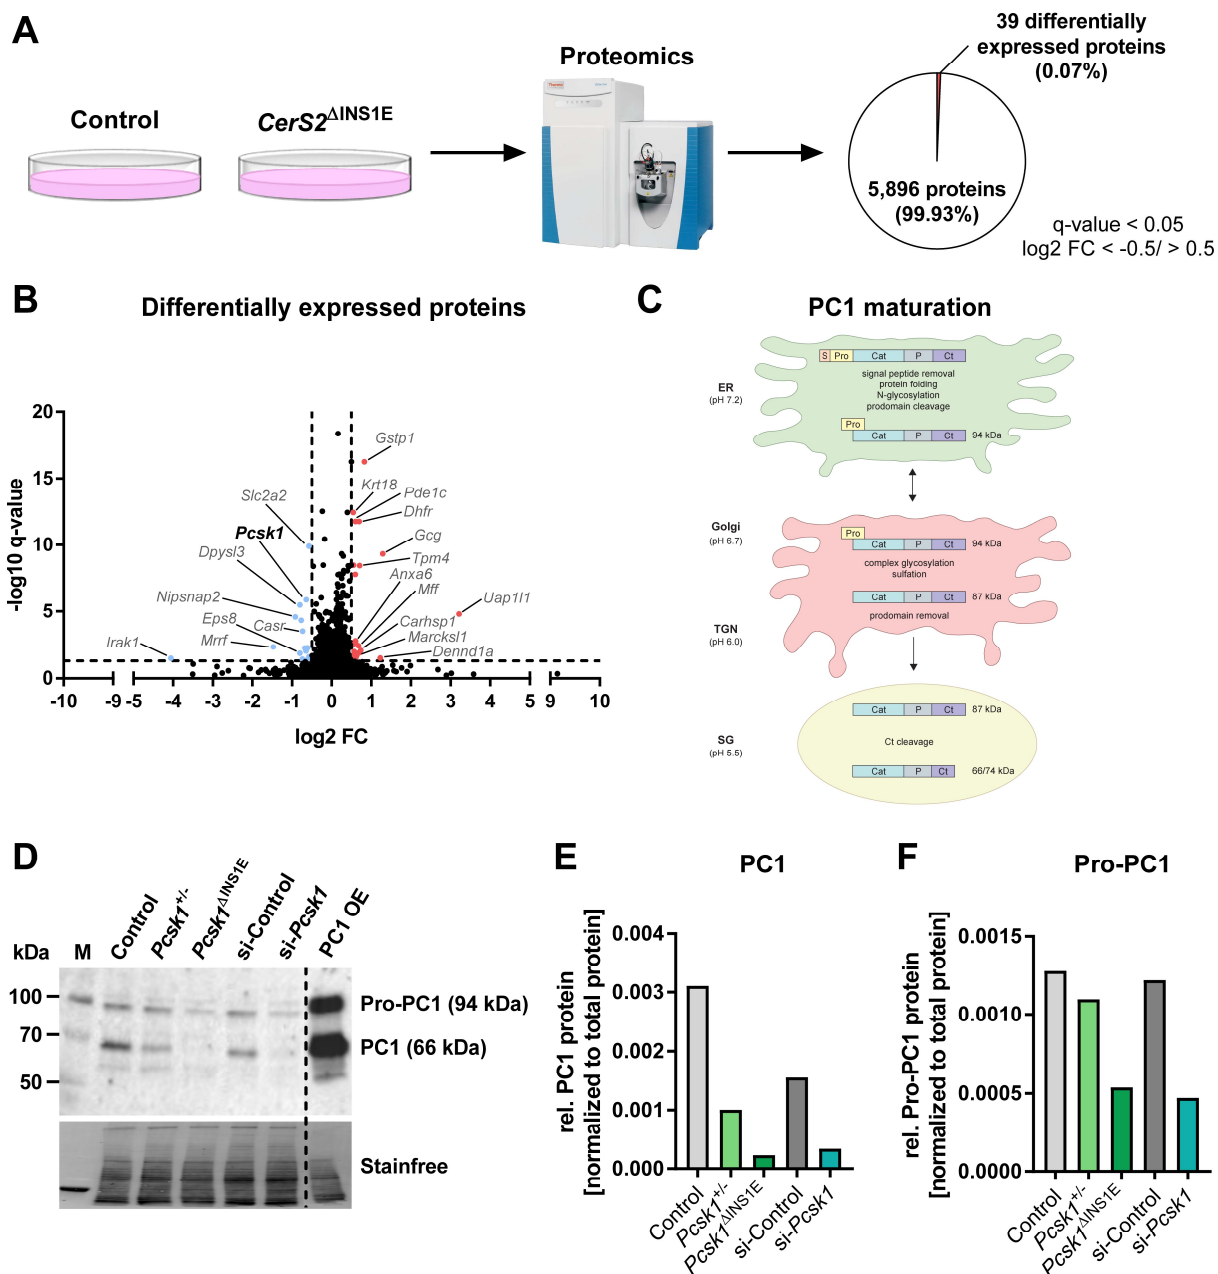 A
Control
CerS2ΔINS1E
Proteomics
39 differentially
expressed proteins
(0.07%)
5,896 proteins
(99.93%)
q-value < 0.05
log2 FC < -0.5/ > 0.5
B
Differentially expressed proteins
-log10 q-value
20
15
10
5
0
Gstp1
Krt18
Pde1c
Dhfr
Slc2a2
Pcsk1
Gcg
Dpysl3
Tpm4
Anxa6
Mff
Uap1l1
Nipsnap2
Eps8
Casr
Carhsp1
Irak1
Mrrf
Marcksl1
Dennd1a
-10
-9
-5
-4
-3
-2
-1
0
1
2
3
4
5
9
10
log2 FC
C
PC1 maturation
S
Pro
Cat
P
Ct
ER
(pH 7.2)
signal peptide removal
protein folding
N-glycosylation
prodomain cleavage
Pro
Cat
P
Ct
94 kDa
Golgi
(pH 6.7)
Pro
Cat
P
Ct
94 kDa
complex glycosylation
sulfation
Cat
P
Ct
87 kDa
prodomain removal
TGN
(pH 6.0)
Cat
P
Ct
87 kDa
SG
(pH 5.5)
Ct cleavage
Cat
P
Ct
66/74 kDa
D
kDa
M
Control
Pcsk1+/-
Pcsk1ΔINS1E
si-Control
si-Pcsk1
PC1 OE
100
70
50
Pro-PC1 (94 kDa)
PC1 (66 kDa)
Stainfree
E
PC1
rel. PC1 protein
[normalized to total protein]
0.004
0.003
0.002
0.001
0.000
Control
Pcsk1+/-
Pcsk1ΔINS1E
si-Control
si-Pcsk1
F
Pro-PC1
rel. Pro-PC1 protein
[normalized to total protein]
0.0015
0.0010
0.0005
0.0000
Control
Pcsk1+/-
Pcsk1ΔINS1E
si-Control
si-Pcsk1